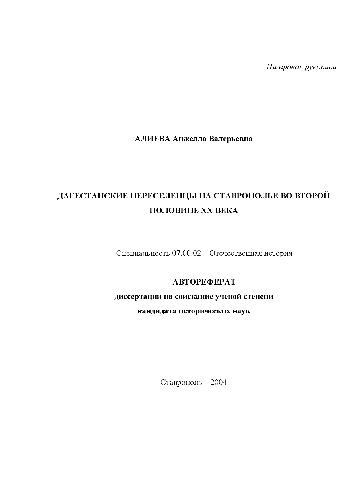 На правах рукописи
АЛИЕВА Анжелла Валерьевна
ДАГЕСТАНСКИЕ ПЕРЕСЕЛЕНЦЫ НА СТАВРОПОЛЬЕ ВО ВТОРОЙ
ПОЛОВИНЕ XX ВЕКА
Специальность 07.00.02 – Отечественная история
АВТОРЕФЕРАТ
диссертации на соискание ученой степени
кандидата исторических наук
Ставрополь – 2004